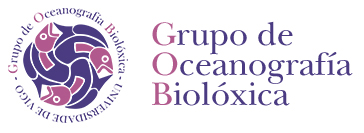 Grupo de Oceanografía Biolóxica - UNIVERSIDADE DE VIGO -
Grupo de
Oceanografía
Biolóxica